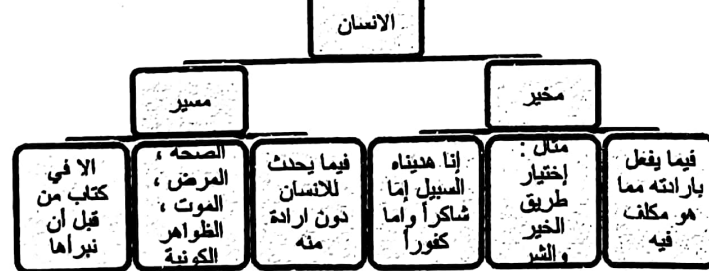 الانسان
مخير
مسير
فيما يفعل
بارادته مما
هو مكلف
فيه
مثال :
إختيار
طريق
الخير
والشر
إنا هديناه
السبيل إما
شاكراً وإما
كفوراً
فيما يحدث
للانسان
دون ارادة
منه
الصحه ،
المرض ،
الموت ،
الظواهر
الكونية
الا في
كتاب من
قبل أن
نبرأها